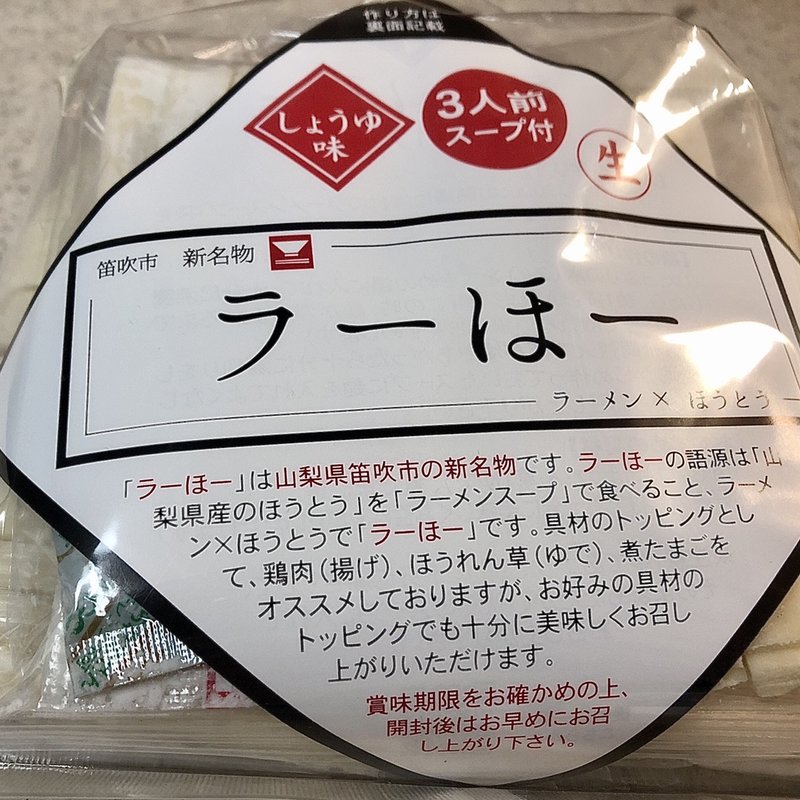 作り方は
裏面記載
しょうゆ
味
3人前
スープ付
生
笛吹市 新名物
ラーほー
ラーメン×ほうとう
「ラーほー」は山梨県笛吹市の新名物です。ラーほーの語源は「山
梨県産のほうとう」を「ラーメンスープ」で食べること、ラーメ
ン×ほうとうで「ラーほー」です。具材のトッピングとし
て、鶏肉(揚げ)、ほうれん草(ゆで)、煮たまごを
オススメしておりますが、お好みの具材の
トッピングでも十分に美味しくお召し
上がりいただけます。
賞味期限をお確かめの上、
開封後はお早めにお召
し上がり下さい。